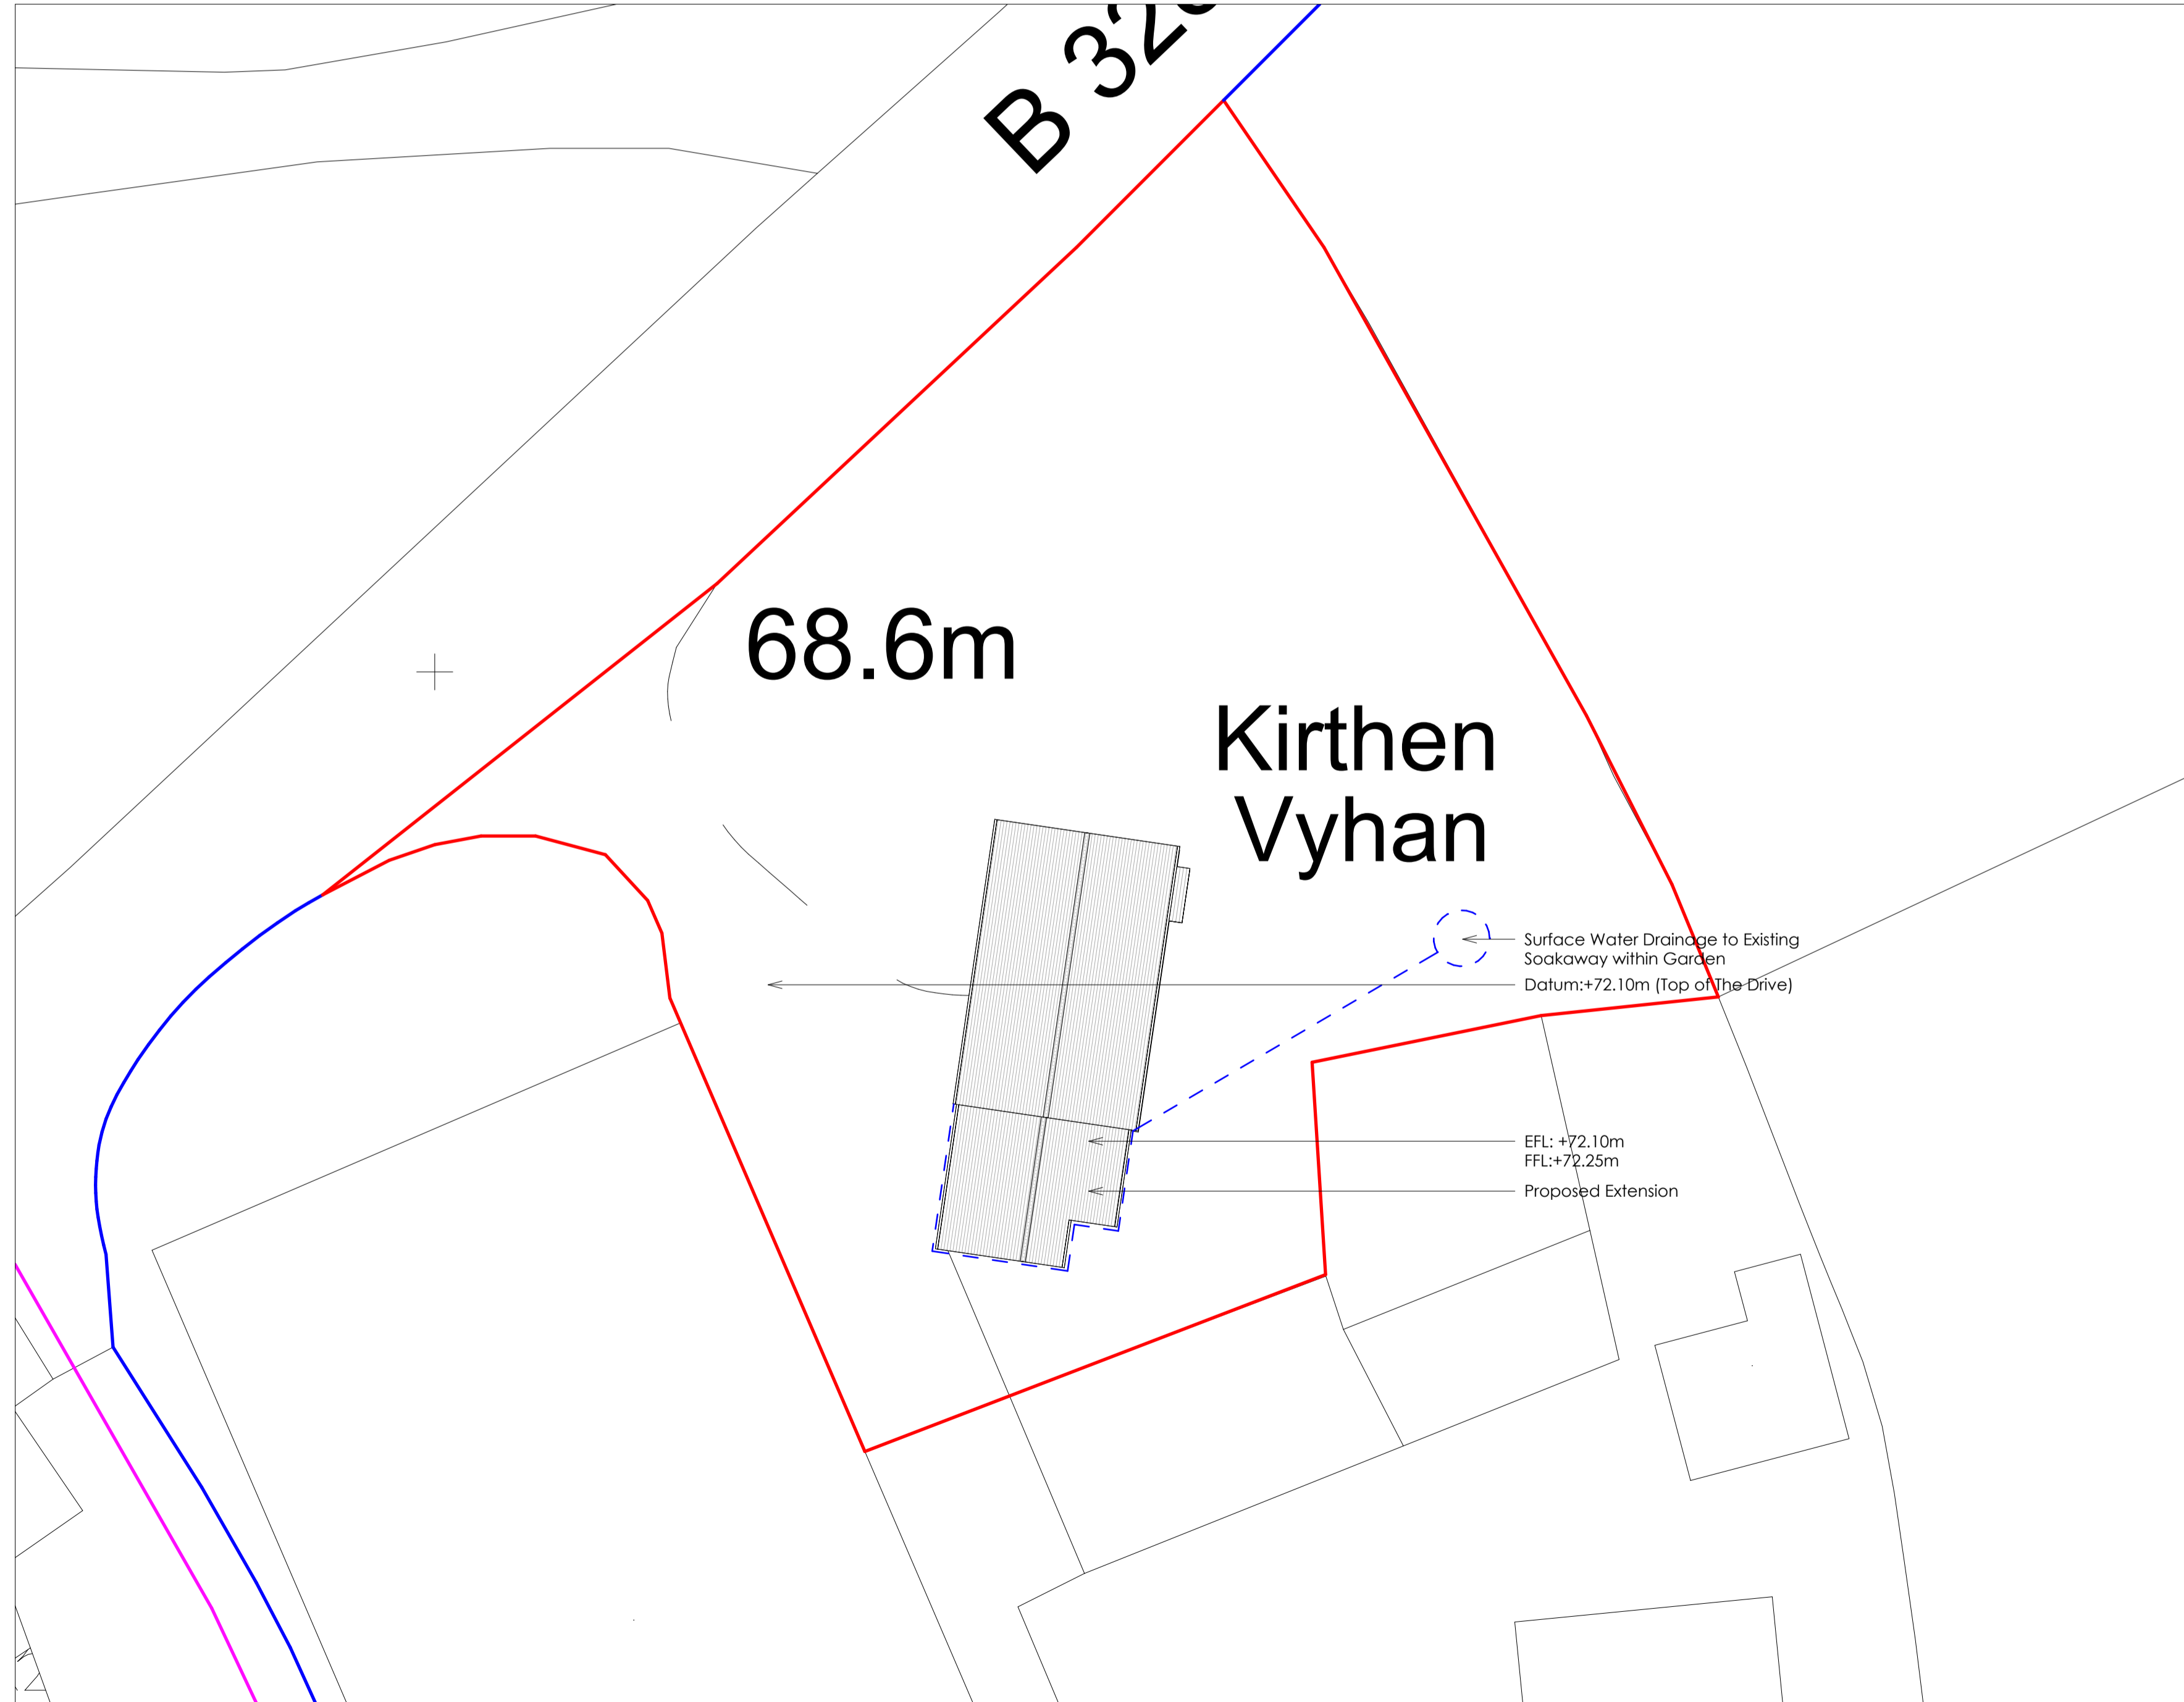 B 32
68.6m
Kirthen
Vyhan
Surface Water Drainage to Existing
Soakaway within Garden
Datum:+72.10m (Top of The Drive)
EFL: +72.10m
FFL:+72.25m
Proposed Extension